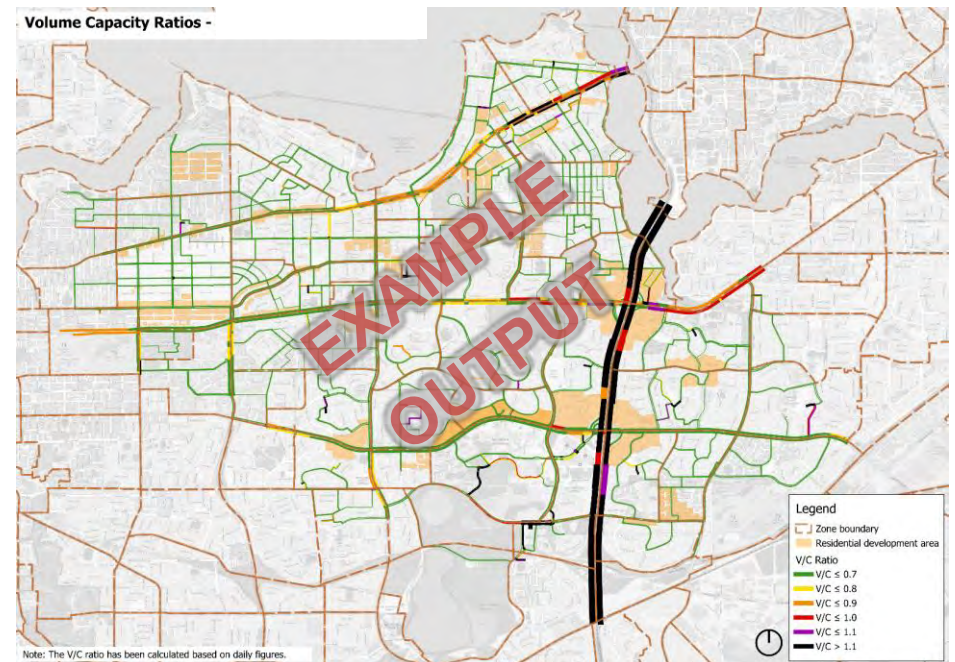 Volume Capacity Ratios -
EXAMPLE
OUTPUT
Legend
Zone boundary
Residential development area
V/C Ratio
V/C ≤ 0.7
V/C ≤ 0.8
V/C ≤ 0.9
V/C ≤ 1.0
V/C ≤ 1.1
V/C > 1.1
Note: The V/C ratio has been calculated based on daily figures.